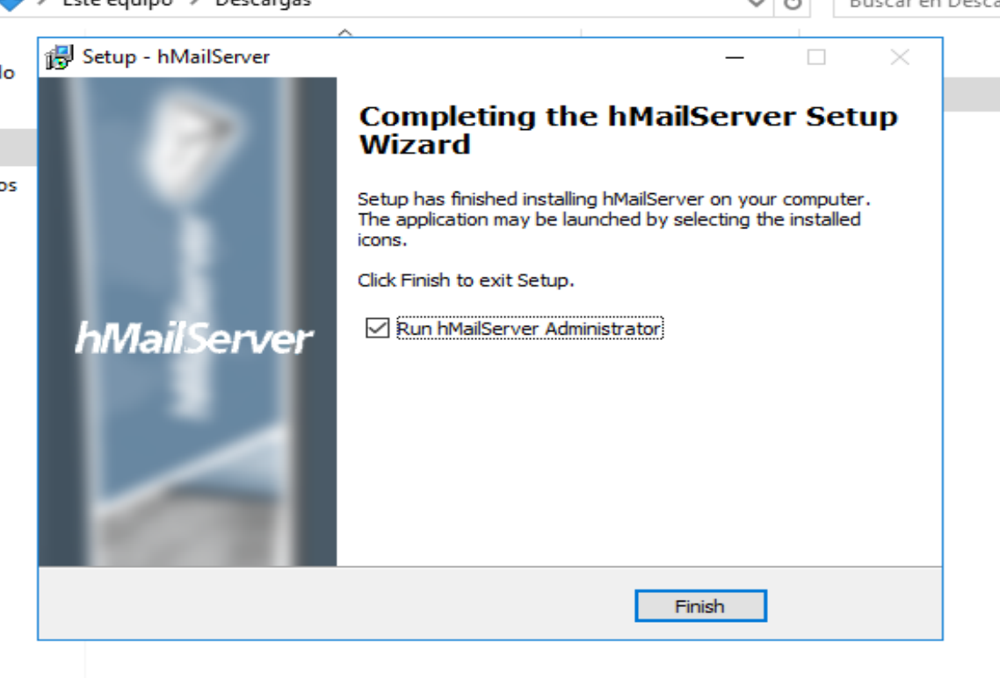 Este equipo > Descargas
Buscar en Desca
lo
os
Setup - hMailServer
hMailServer
Completing the hMailServer Setup
Wizard
Setup has finished installing hMailServer on your computer.
The application may be launched by selecting the installed
icons.
Click Finish to exit Setup.
Run hMailServer Administrator
Finish